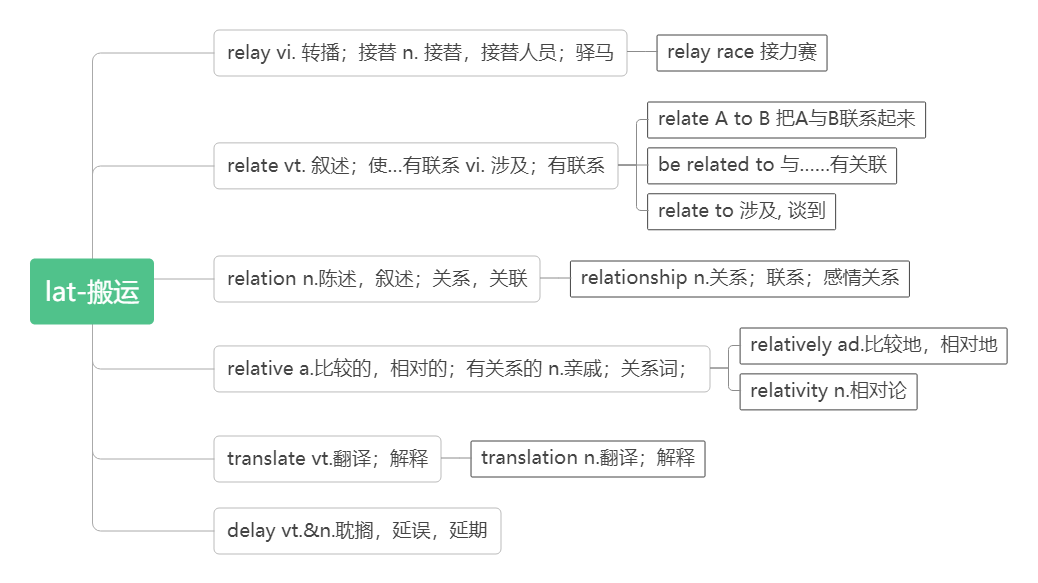 relay vi. 转播；接替 n. 接替，接替人员；驿马
relay race 接力赛
relate vt. 叙述；使...有联系 vi. 涉及；有联系
relate A to B 把A与B联系起来
be related to 与......有关联
relate to 涉及, 谈到
lat-搬运
relation n.陈述，叙述；关系，关联
relationship n.关系；联系；感情关系
relative a.比较的，相对的；有关系的 n.亲戚；关系词；
relatively ad.比较地，相对地
relativity n.相对论
translate vt.翻译；解释
translation n.翻译；解释
delay vt.&n.耽搁，延误，延期